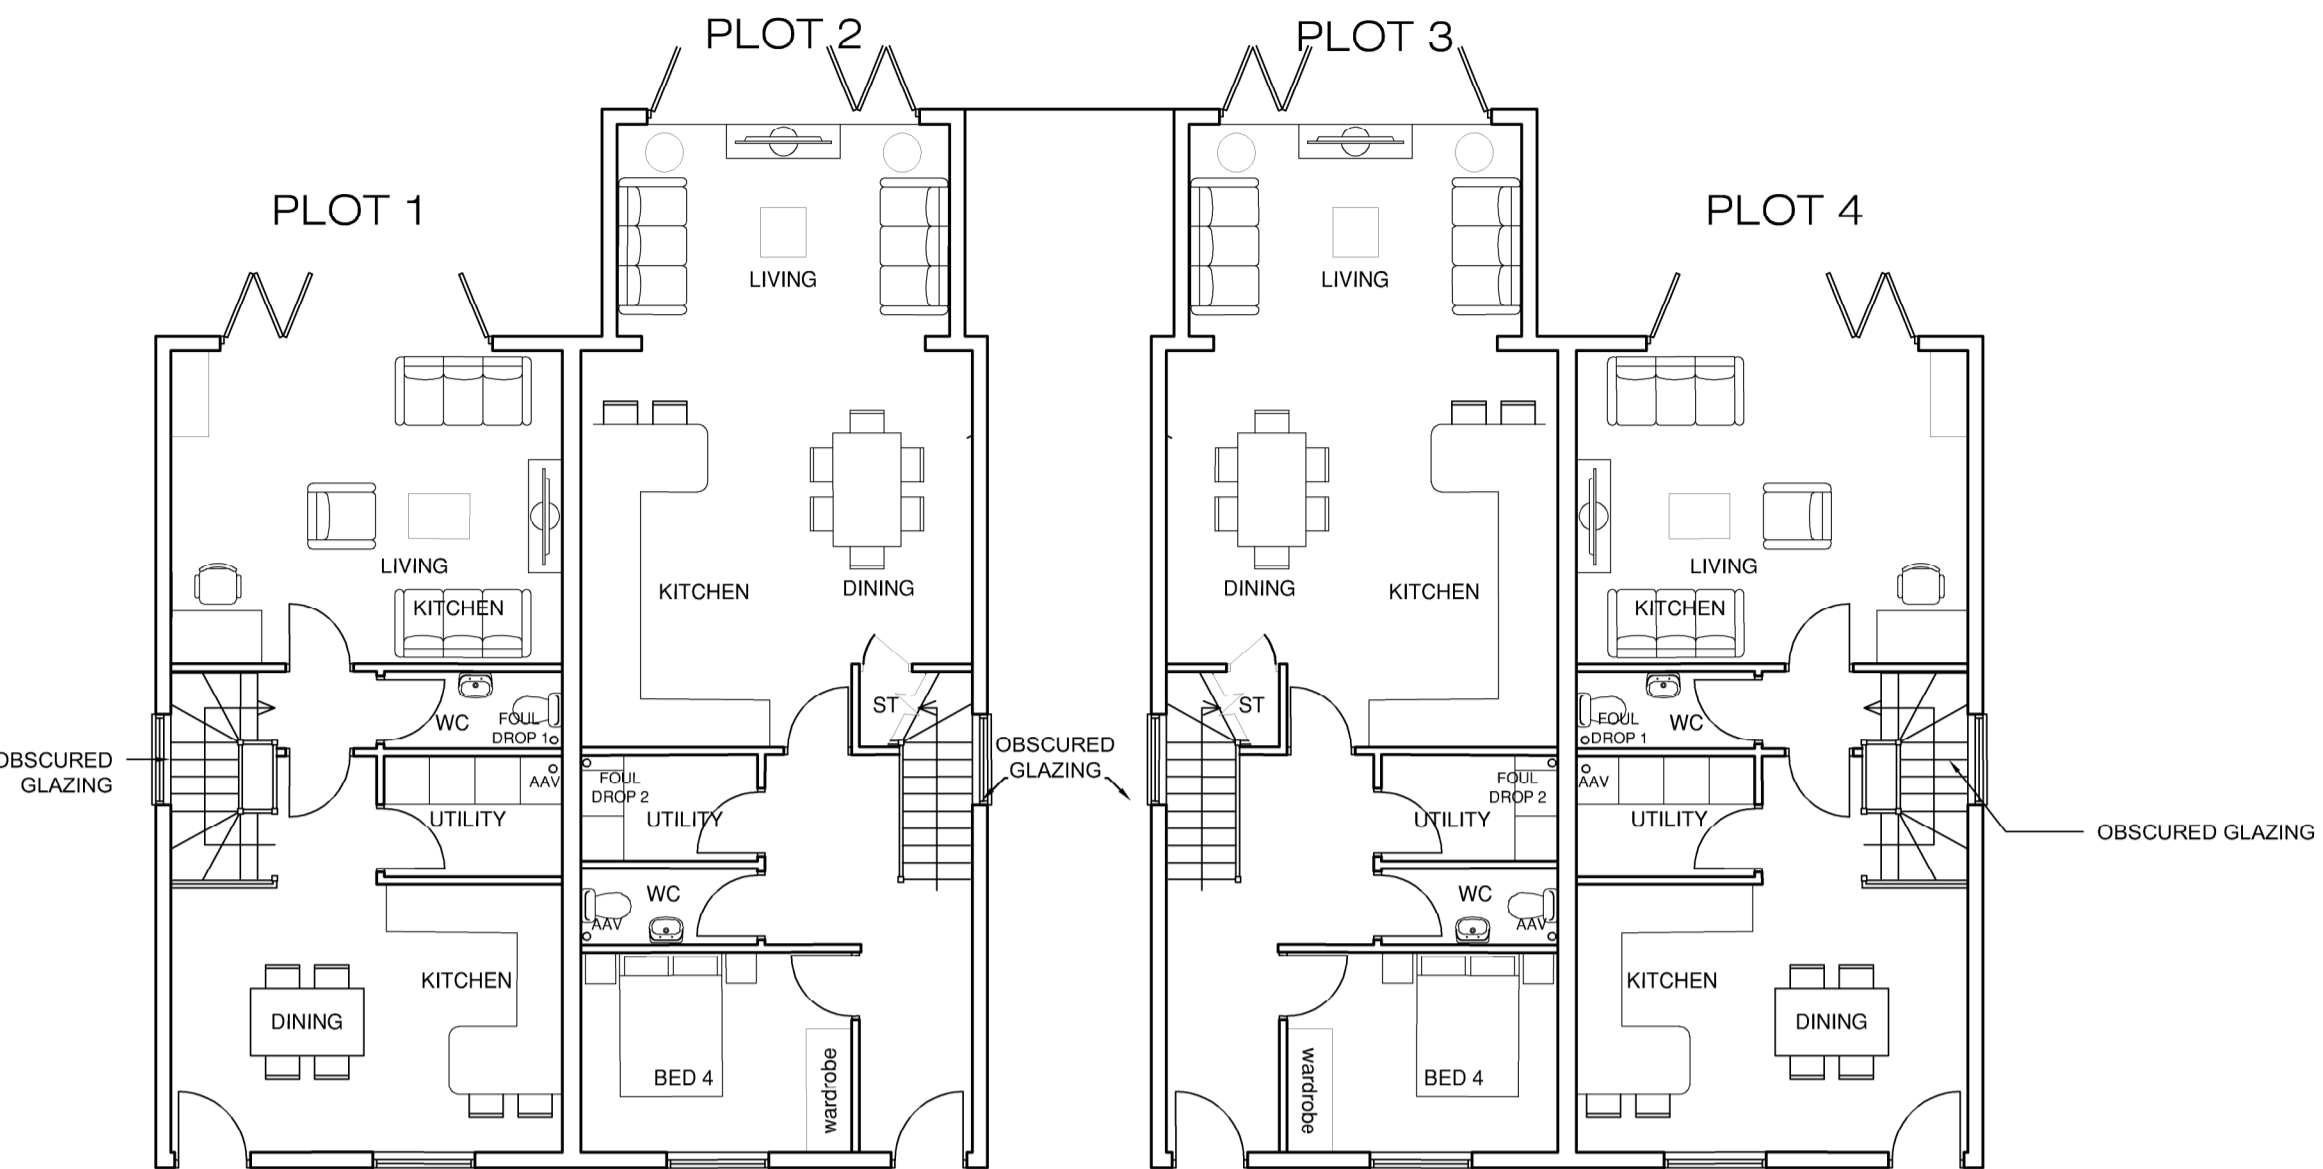 PLOT 2
PLOT 3
PLOT 1
PLOT 4
LIVING
LIVING
LIVING
KITCHEN
KITCHEN
DINING
DINING
KITCHEN
LIVING
KITCHEN
WC
FOUL
DROP 1
ST
ST
FOUL
DROP 1
WC
OBSCURED
GLAZING
AAV
UTILITY
FOUL
DROP 2
UTILITY
OBSCURED
GLAZING
FOUL
DROP 2
UTILITY
AAV
UTILITY
OBSCURED GLAZING
WC
AAV
WC
AAV
KITCHEN
DINING
BED 4
wardrobe
wardrobe
BED 4
KITCHEN
DINING